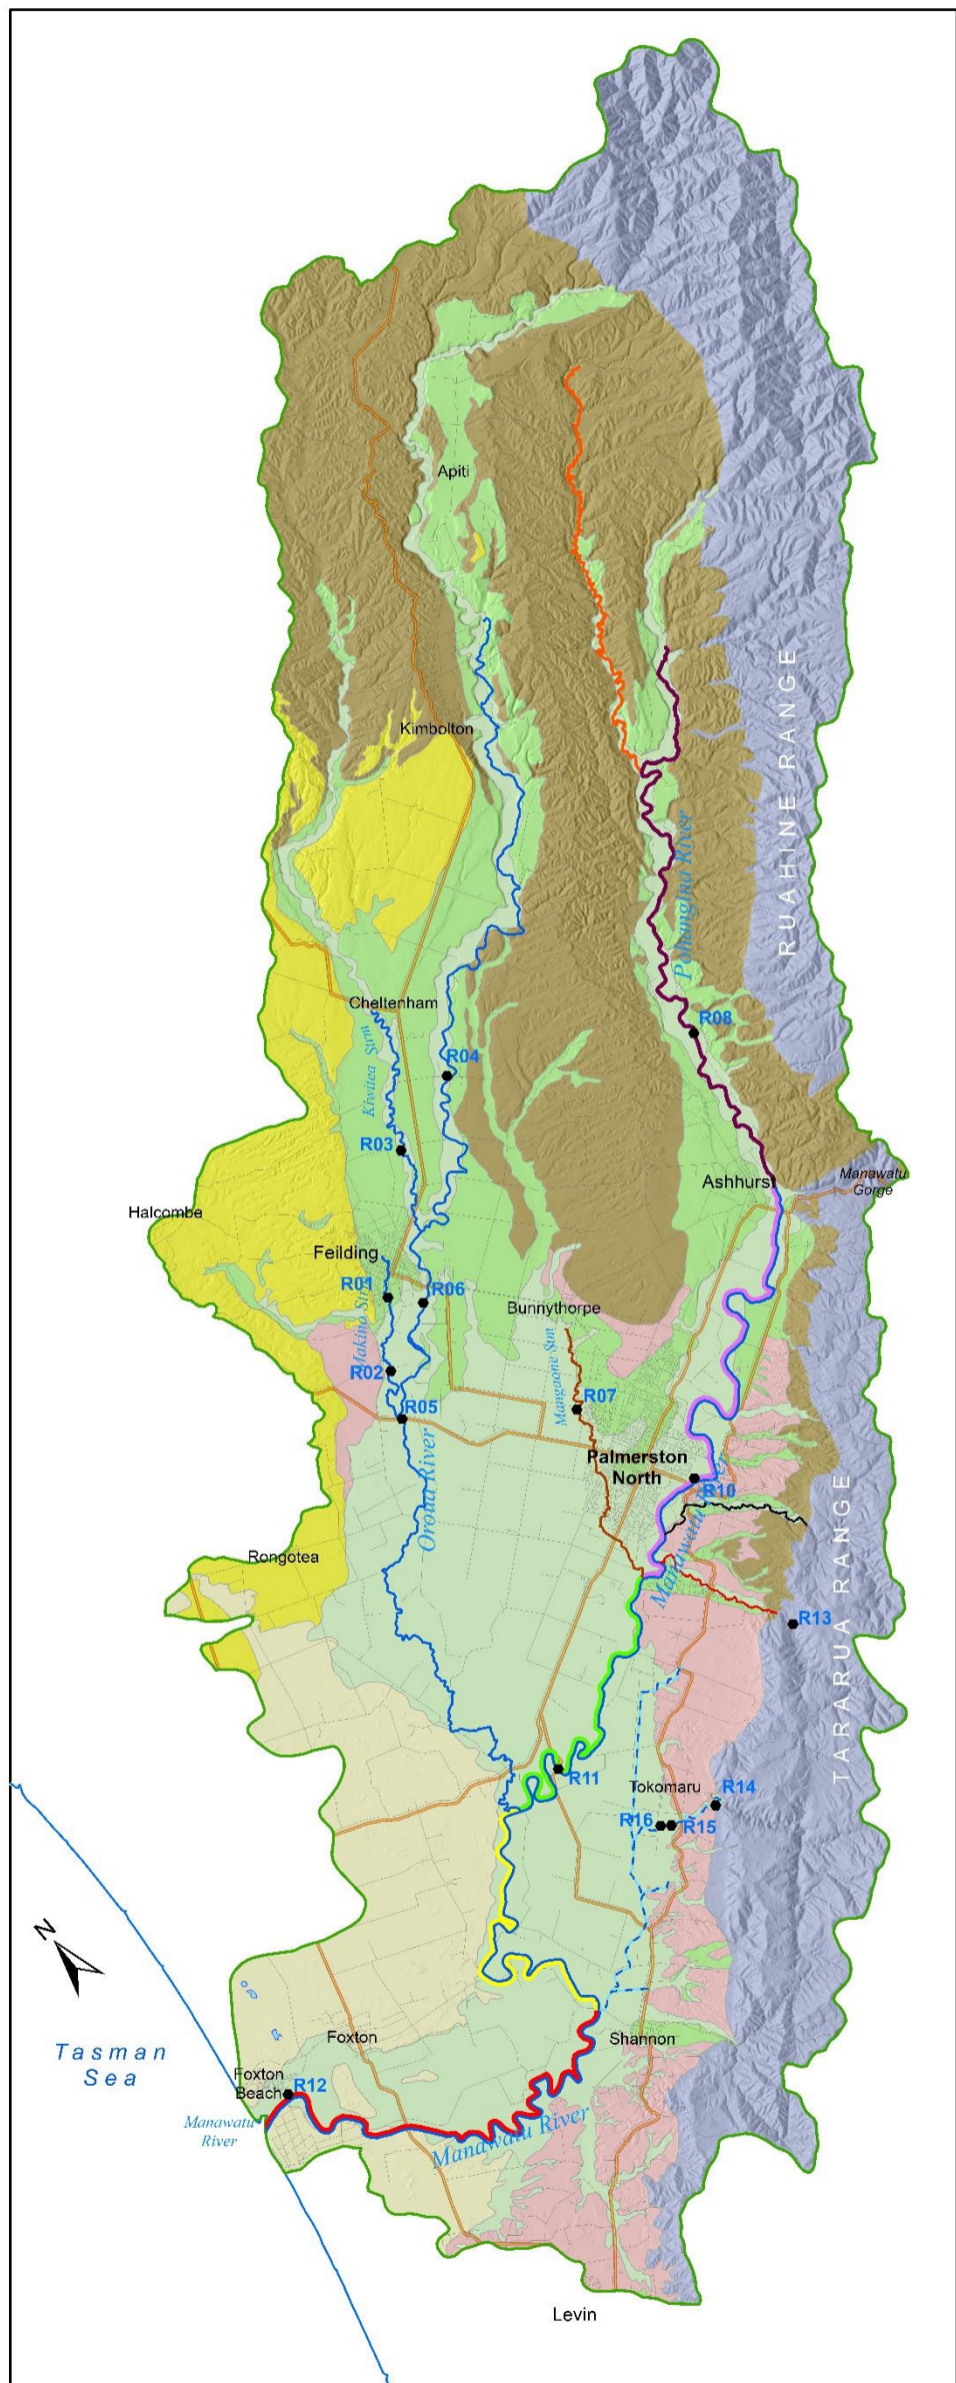 Apiti
RUAHINE RANGE
Kimbolton
Pohangina River
Cheltenham
R08
Kiwitea Strm
R04
R03
Ashhurst
Manawatu
Gorge
Halcombe
Feilding
R01
R06
Makino Strm
Bunnythorpe
Mangaone Stm
R02
R07
R05
Oroua River
Palmerston
North
R10
Manawatu River
TARARUA RANGE
Rongotea
R13
R11
Tokomaru
R14
R16
R15
N
Tasman
Sea
Foxton
Shannon
Foxton
Beach
R12
Manawatu
River
Manawatu River
Levin